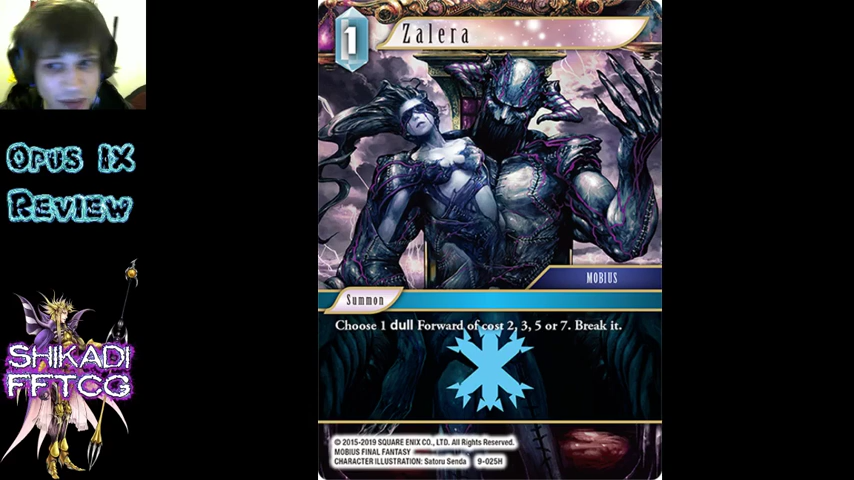 Opus IX
Review
SHIKADI
FFTCG
1
Zalera
MOBIUS
Summon
Choose 1 dull Forward of cost 2, 3, 5 or 7. Break it.
© 2015-2019 SQUARE ENIX CO., LTD. All Rights Reserved.
MOBIUS FINAL FANTASY
CHARACTER ILLUSTRATION: Satoru Senda 9-025H